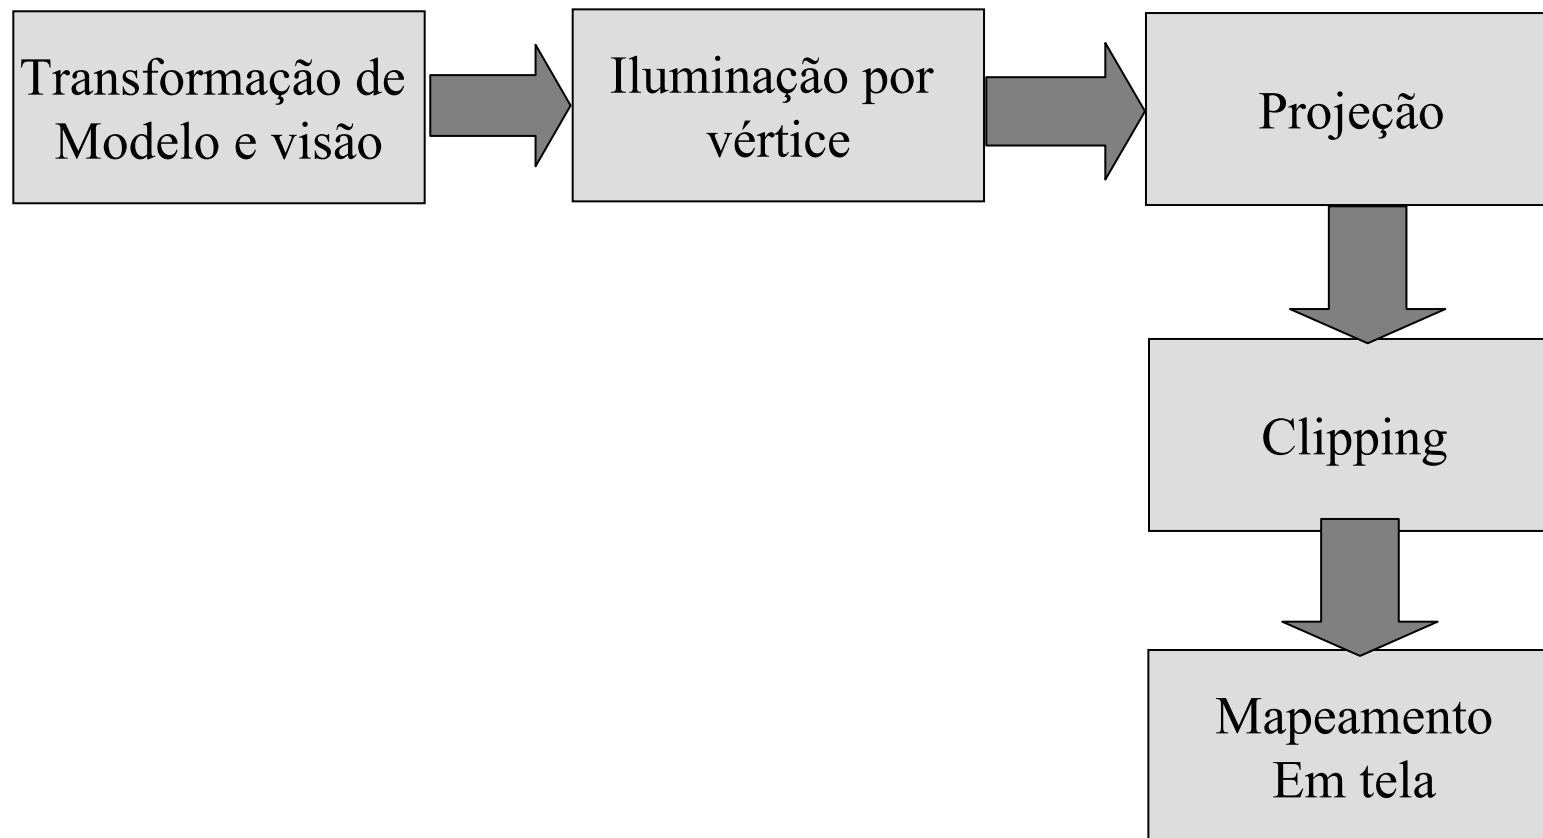 Transformação de
Modelo e visão
Iluminação por
vértice
Projeção
Clipping
Mapeamento
Em tela